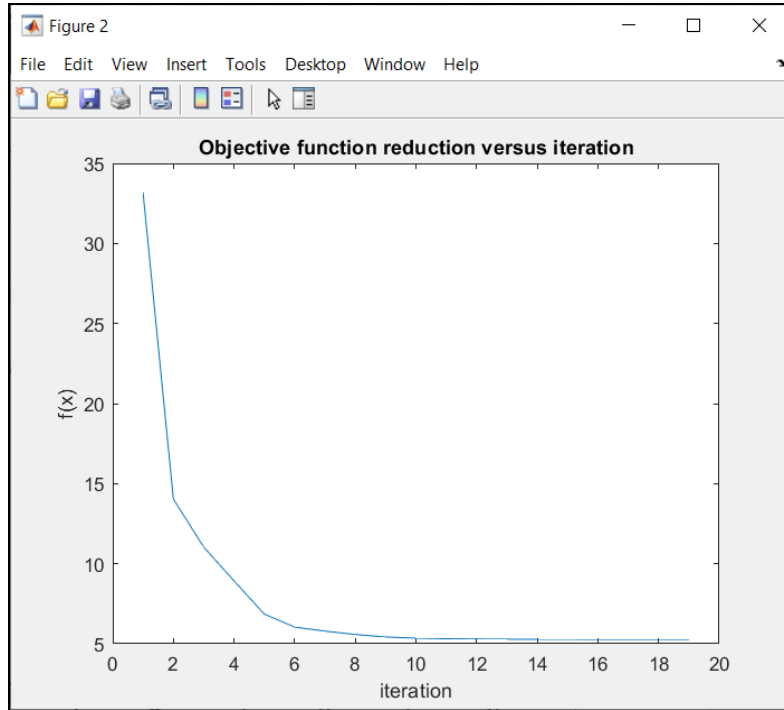 Figure 2
File Edit View Insert Tools Desktop Window Help
Objective function reduction versus iteration
35
30
25
20
15
10
5
f(x)
0 2 4 6 8 10 12 14 16 18 20
iteration